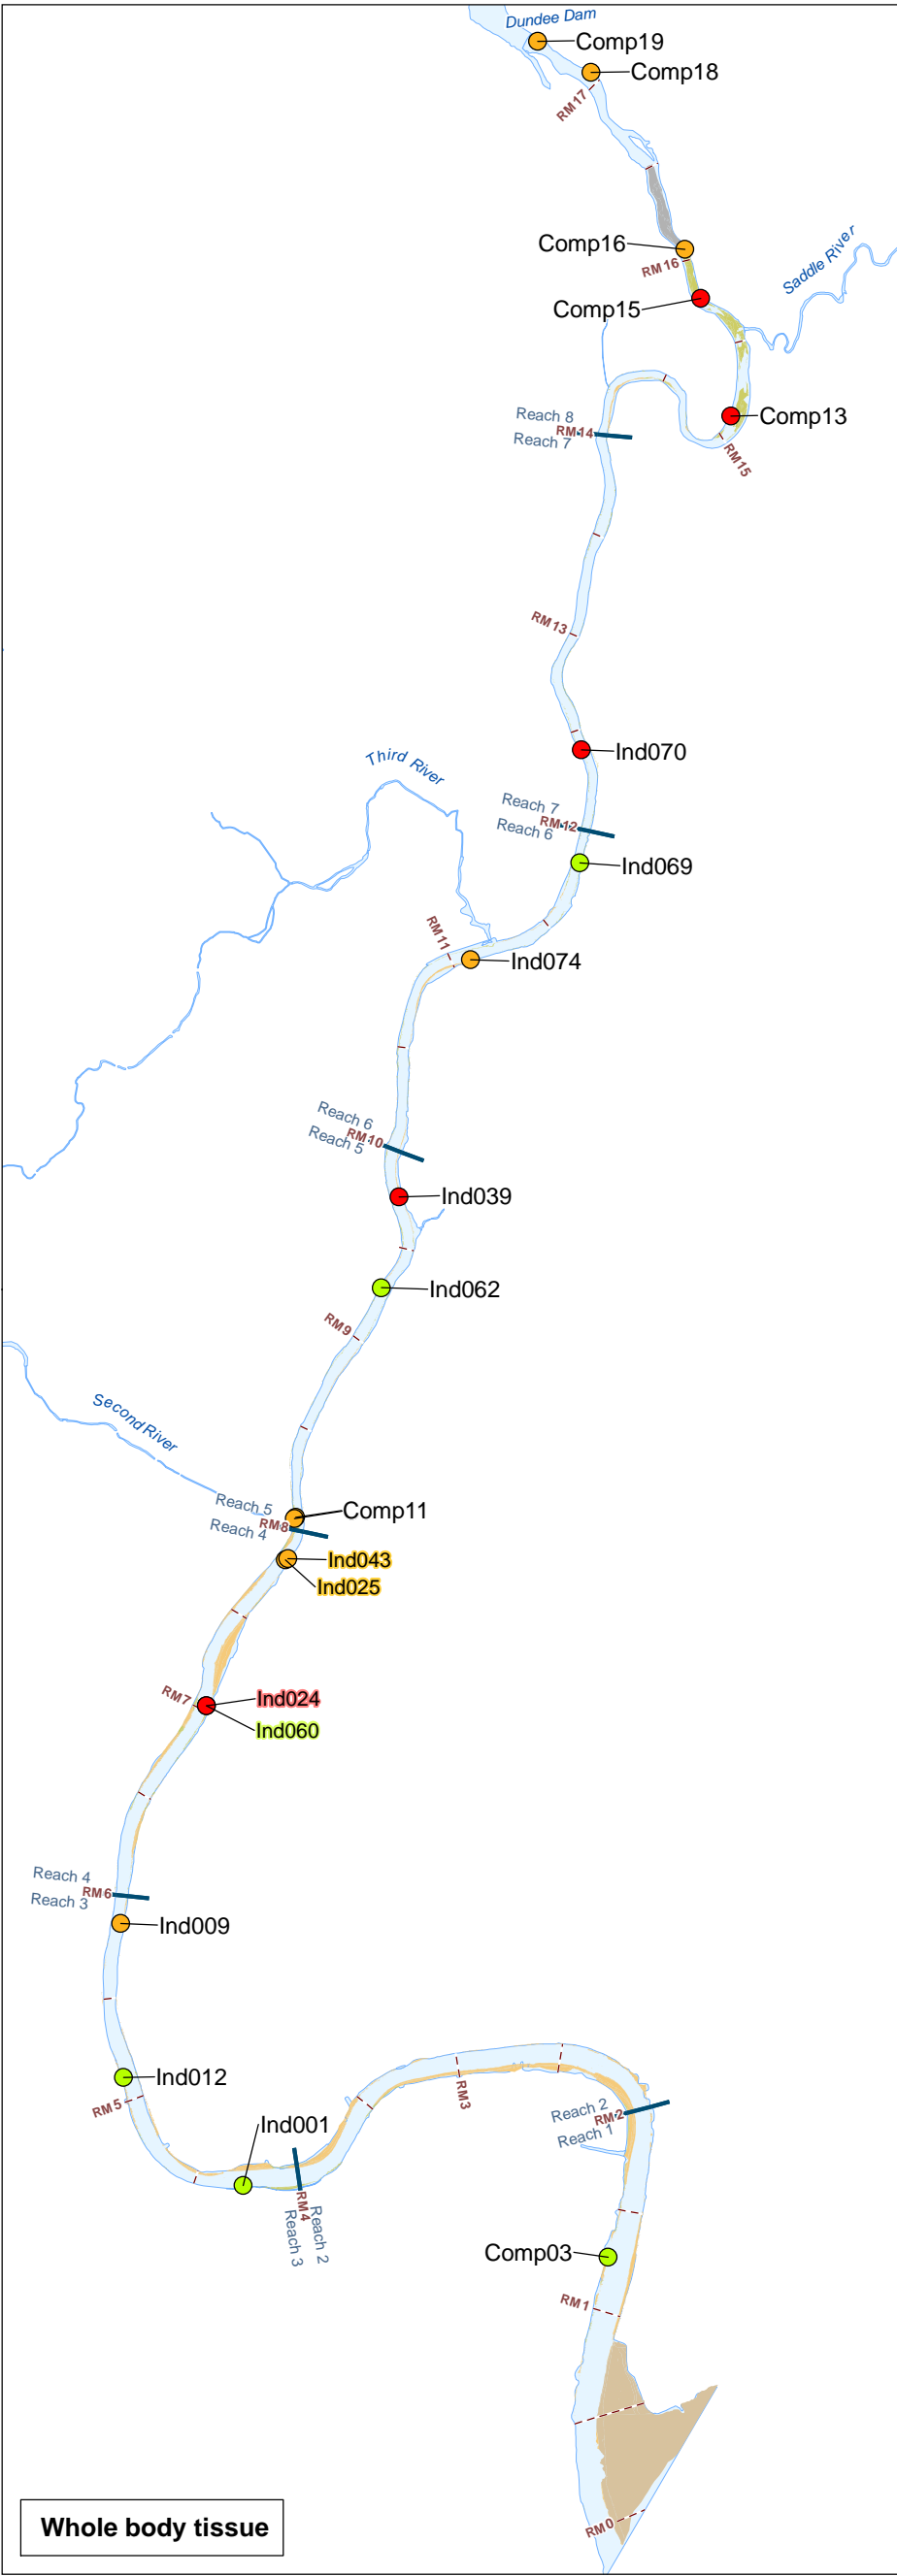 Dundee Dam
Comp19
Comp18
RM17
Comp16
RM16
Saddle River
Comp15
Comp13
Reach 8
RM14
Reach 7
RM15
RM13
Ind070
Third River
Reach 7
RM12
Reach 6
Ind069
RM11
Ind074
Reach 6
RM10
Reach 5
Ind039
Ind062
RM9
Second River
Reach 5
Comp11
RM8
Reach 4
Ind043
Ind025
RM7
Ind024
Ind060
Reach 4
RM6
Reach 3
Ind009
Ind012
RM5
RM3
Reach 2
RM2
Reach 1
Ind001
RM4
Reach 2
Reach 3
Comp03
RM1
RM0
Whole body tissue